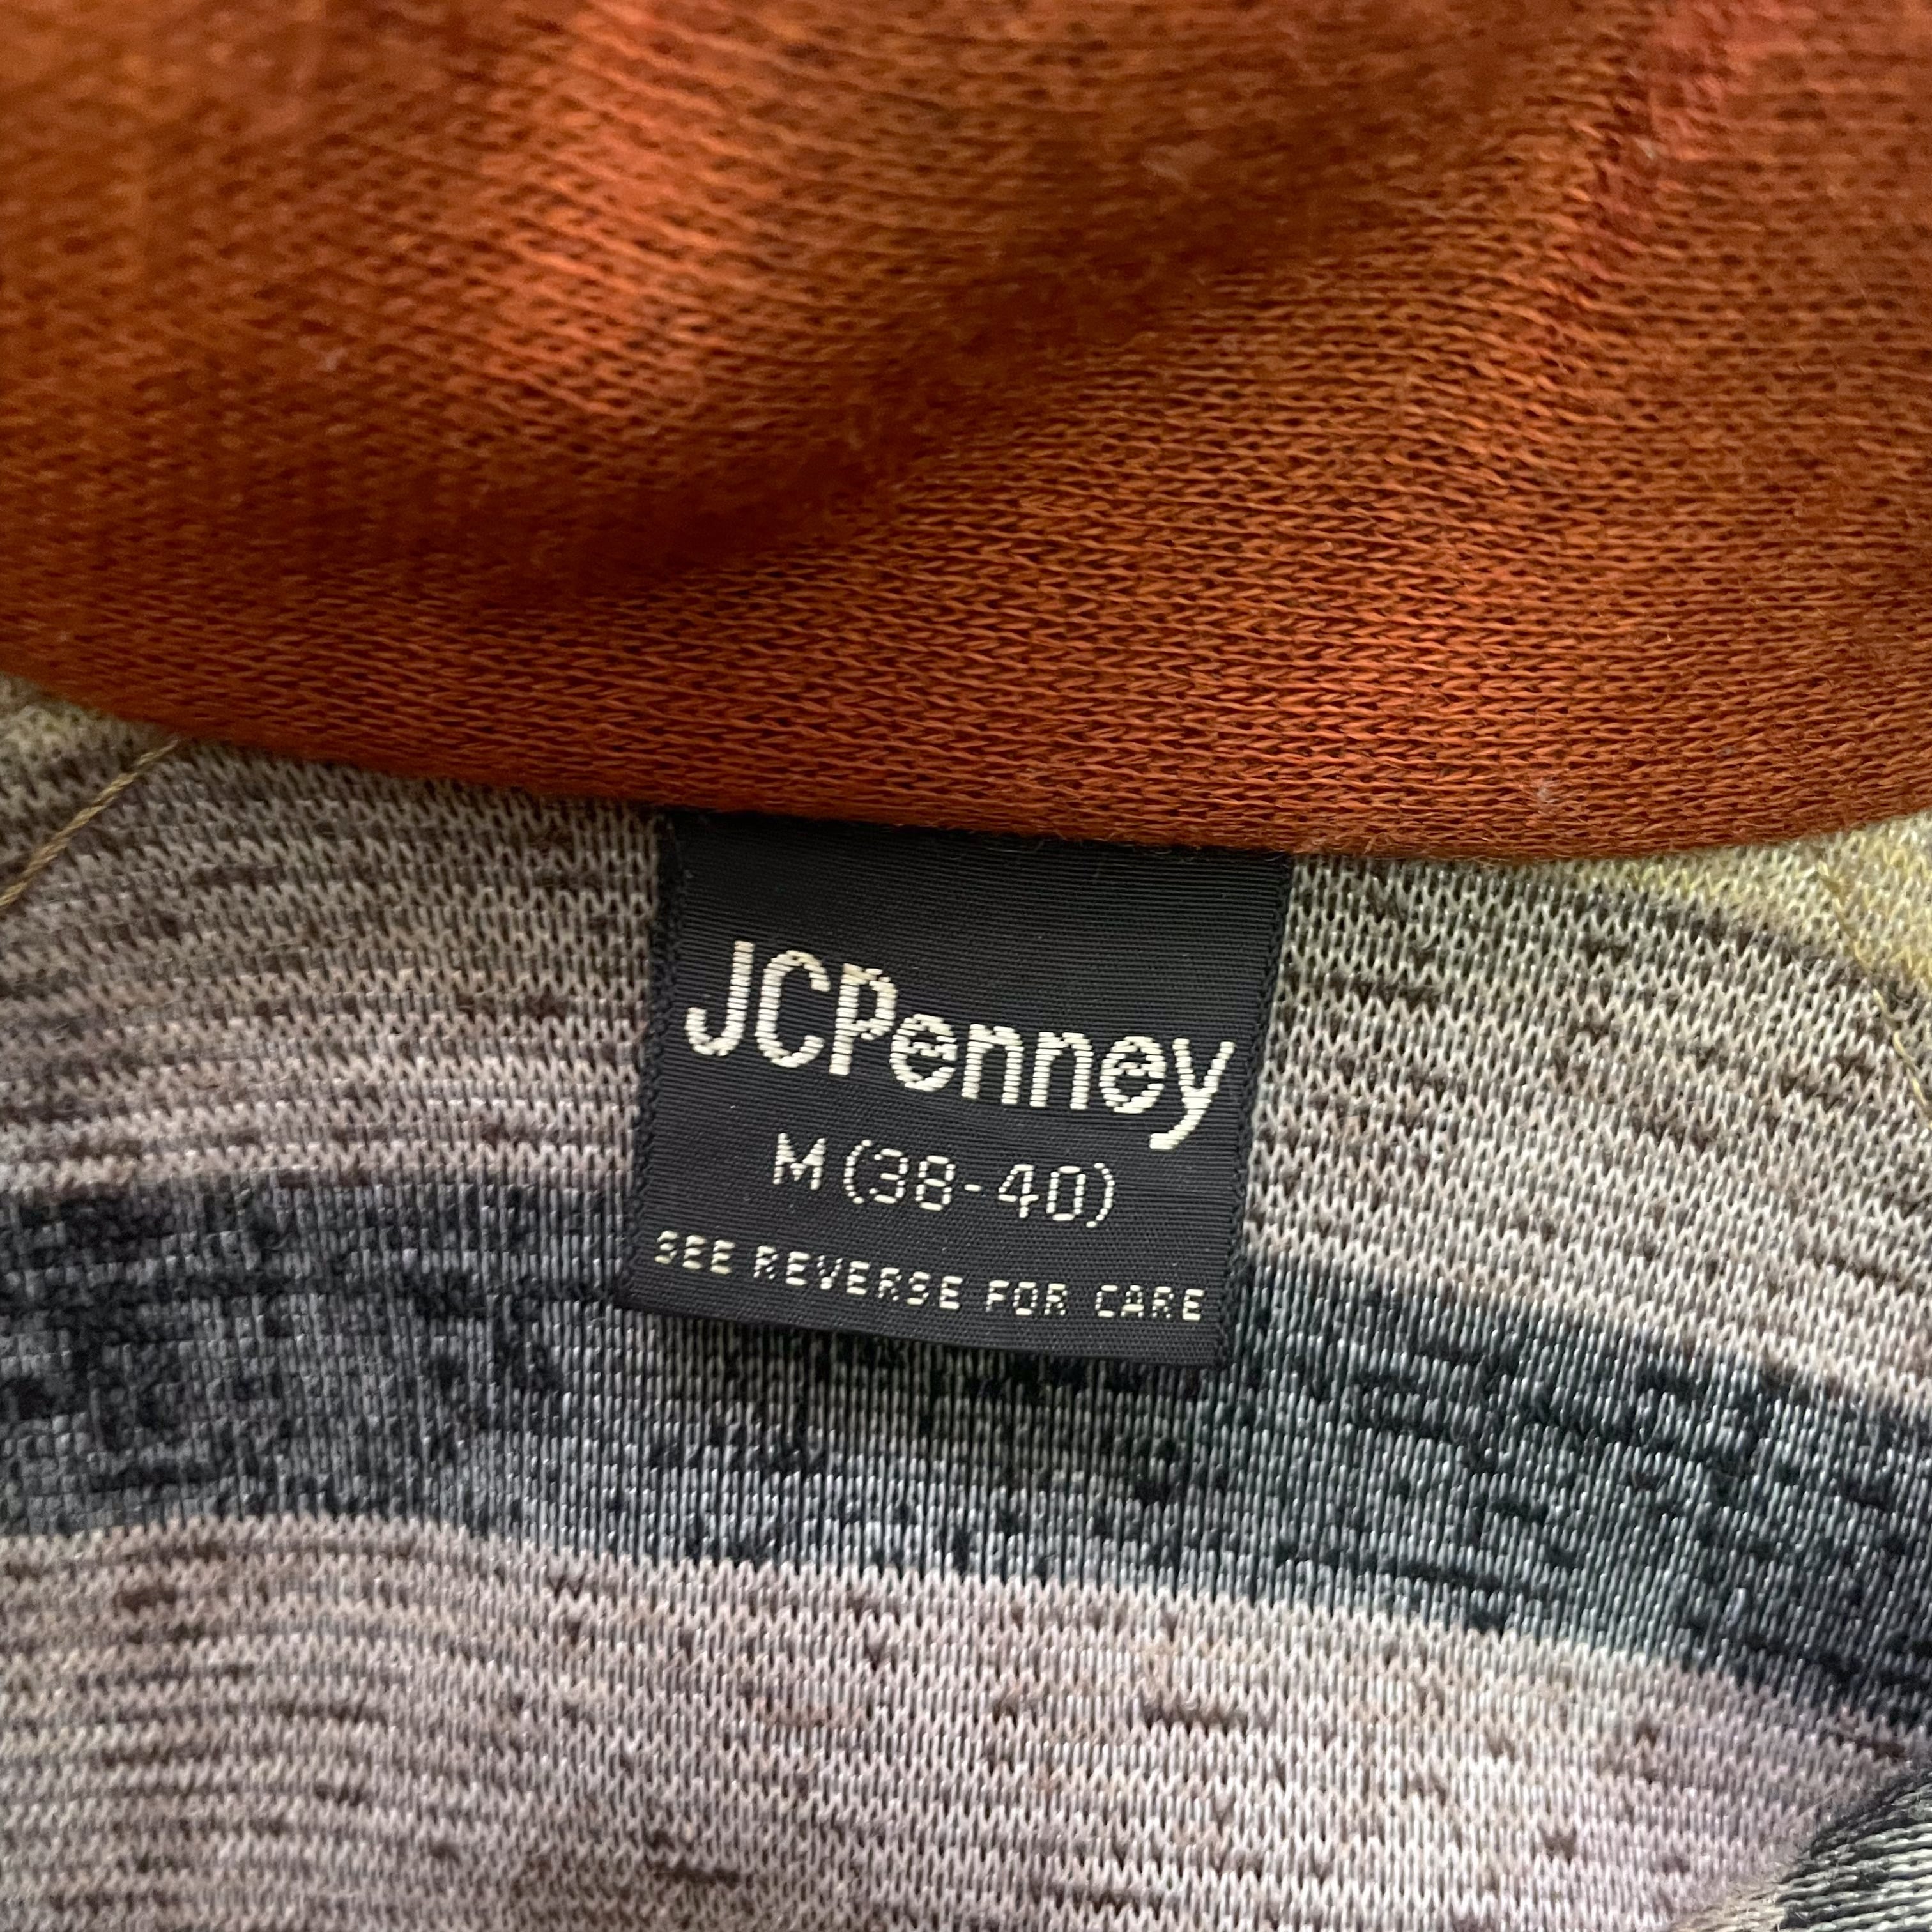 JCPenney
M (38-40)
SEE REVERSE FOR CARE